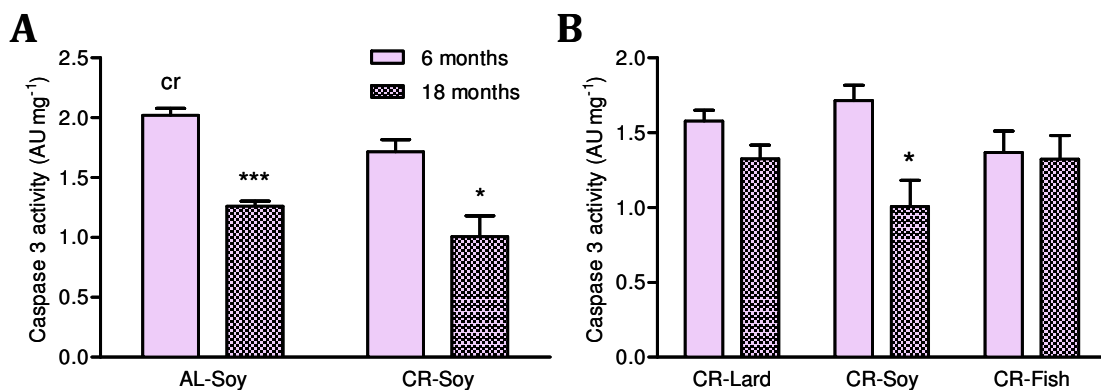 A
B
Caspase 3 activity (AU mg⁻¹)
2.5
2.0
1.5
1.0
0.5
0.0
cr
***
*
6 months
18 months
AL-Soy
CR-Soy
Caspase 3 activity (AU mg⁻¹)
2.0
1.5
1.0
0.5
0.0
*
CR-Lard
CR-Soy
CR-Fish